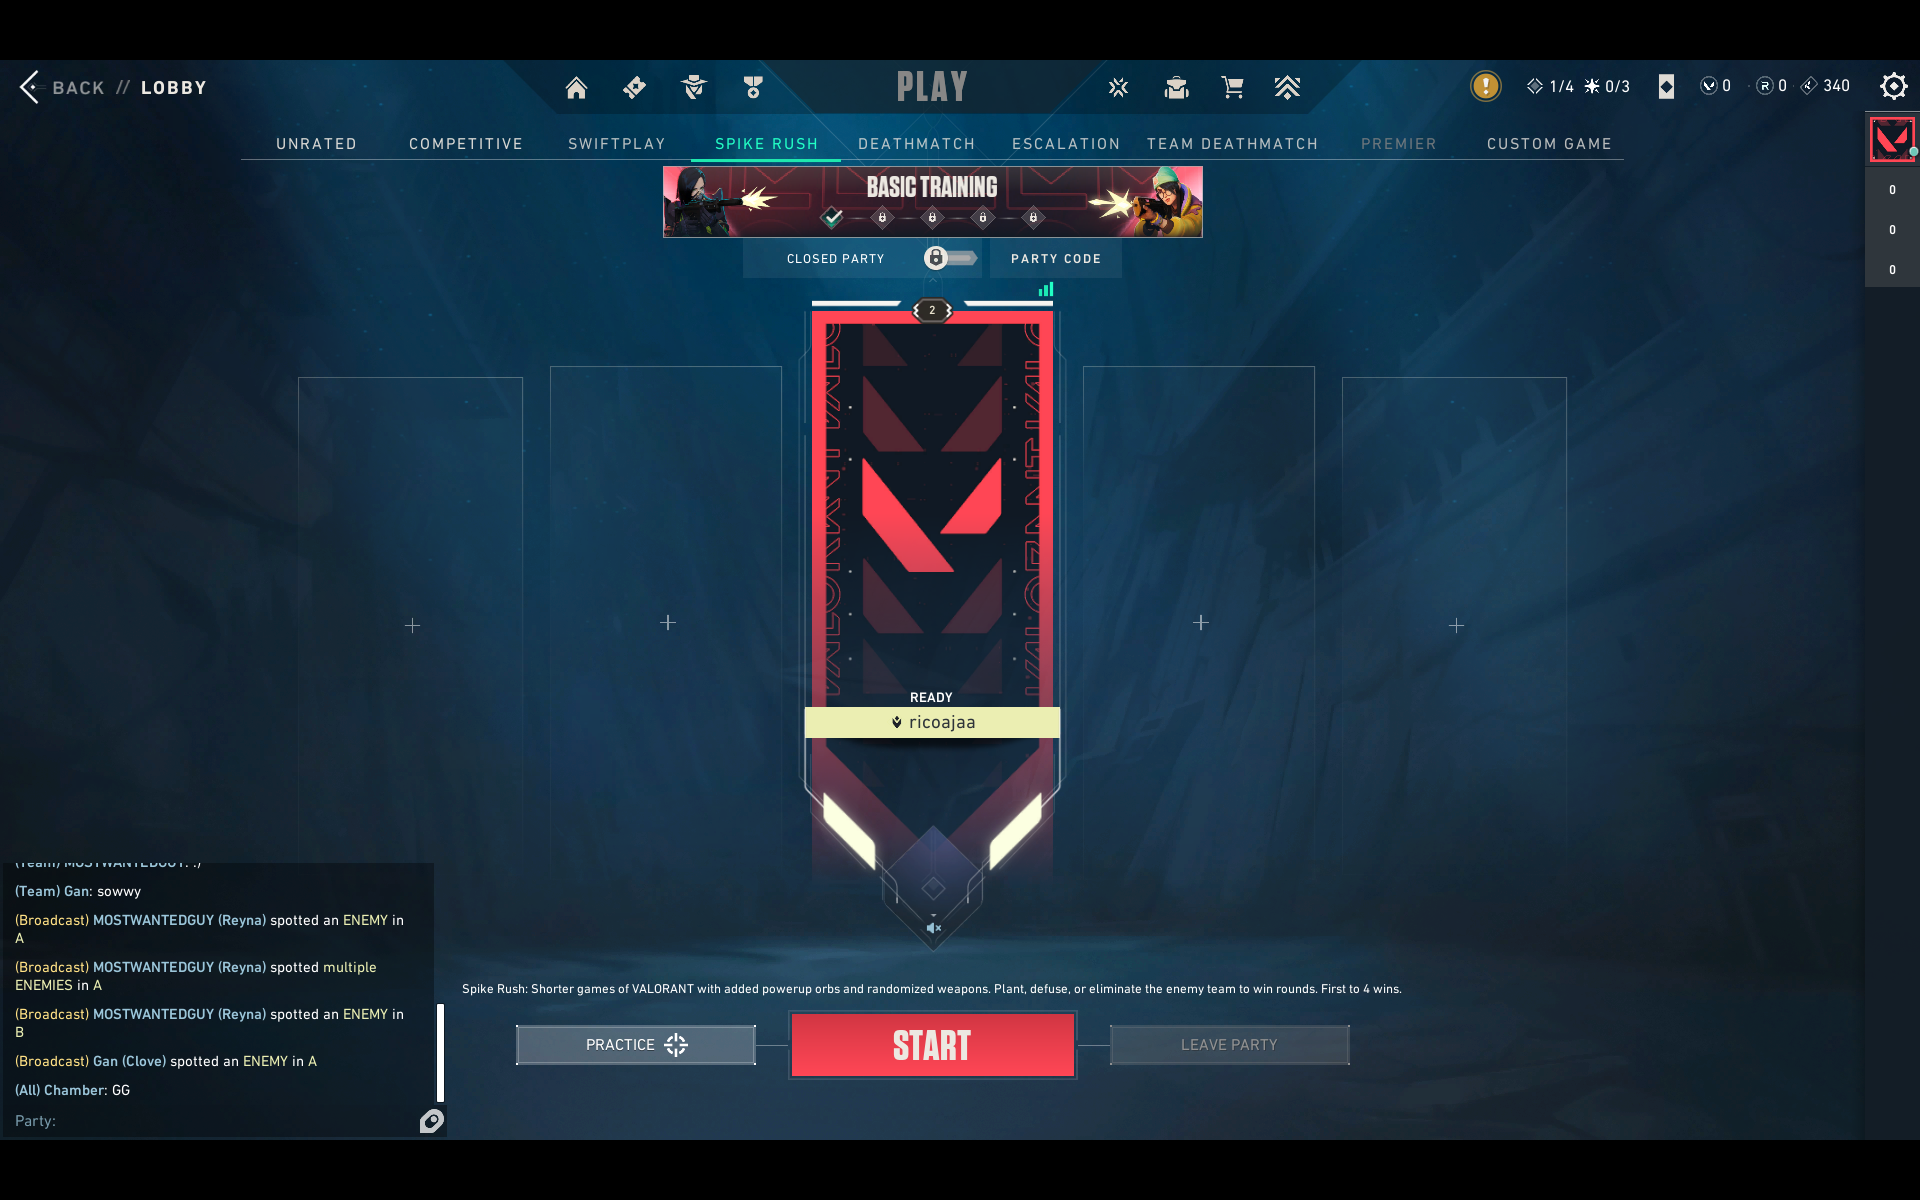 BACK // LOBBY
PLAY
1/4
0/3
0
R 0
340
UNRATED
COMPETITIVE
SWIFTPLAY
SPIKE RUSH
DEATHMATCH
ESCALATION
TEAM DEATHMATCH
PREMIER
CUSTOM GAME
BASIC TRAINING
0
0
0
CLOSED PARTY
PARTY CODE
2
VALORANT
VALORANT
READY
ricoajaa
(Team) MOSTWANTEDGUY: :)
(Team) Gan: sowwy
(Broadcast) MOSTWANTEDGUY (Reyna) spotted an ENEMY in
A
(Broadcast) MOSTWANTEDGUY (Reyna) spotted multiple
ENEMIES in A
(Broadcast) MOSTWANTEDGUY (Reyna) spotted an ENEMY in
B
(Broadcast) Gan (Clove) spotted an ENEMY in A
(All) Chamber: GG
Party:
Spike Rush: Shorter games of VALORANT with added powerup orbs and randomized weapons. Plant, defuse, or eliminate the enemy team to win rounds. First to 4 wins.
PRACTICE
START
LEAVE PARTY